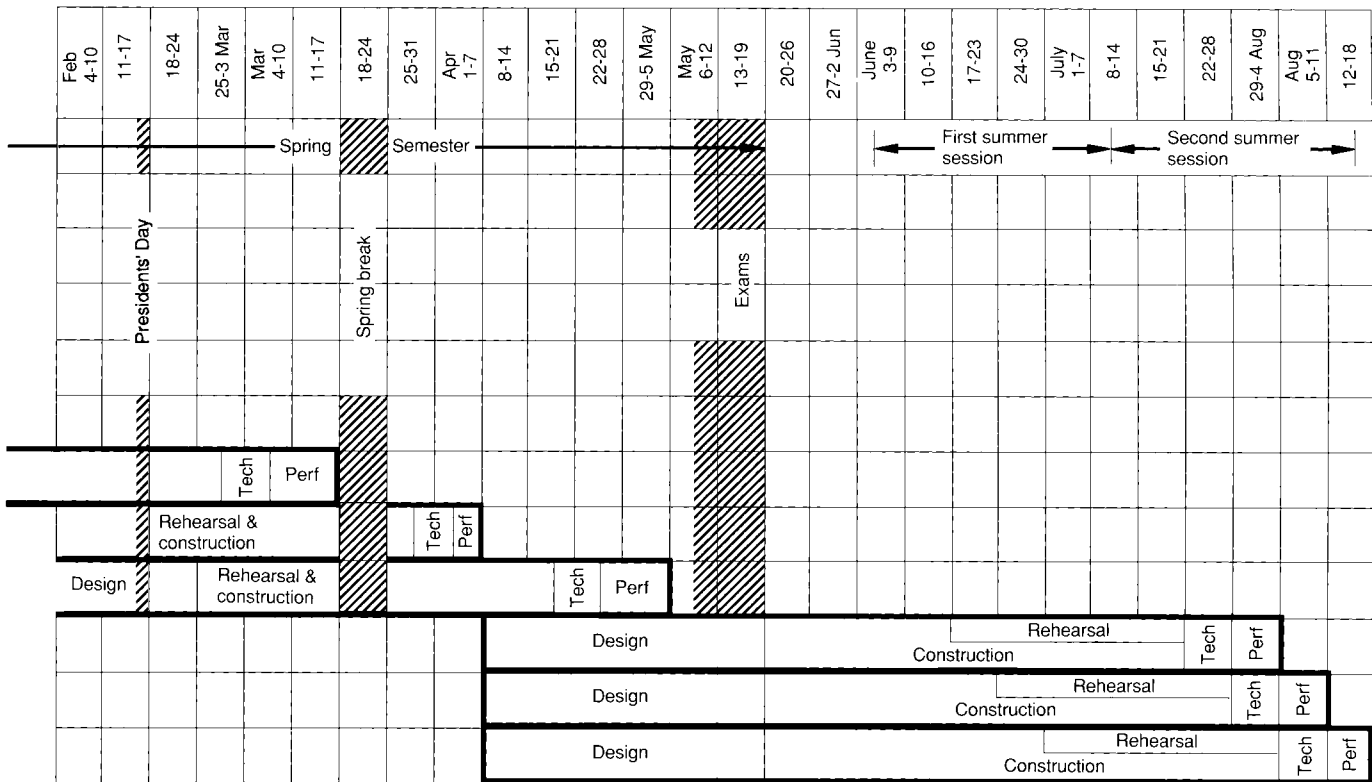 Feb
4-10
11-17
18-24
25-3 Mar
Mar
4-10
11-17
18-24
25-31
Apr
1-7
8-14
15-21
22-28
29-5 May
May
6-12
13-19
20-26
27-2 Jun
June
3-9
10-16
17-23
24-30
July
1-7
8-14
15-21
22-28
29-4 Aug
Aug
5-11
12-18
Spring
Semester
First summer
session
Second summer
session
Presidents' Day
Spring break
Exams
Tech
Perf
Rehearsal &
construction
Tech
Perf
Design
Rehearsal &
construction
Tech
Perf
Design
Rehearsal
Construction
Tech
Perf
Design
Rehearsal
Construction
Tech
Perf
Design
Rehearsal
Construction
Tech
Perf